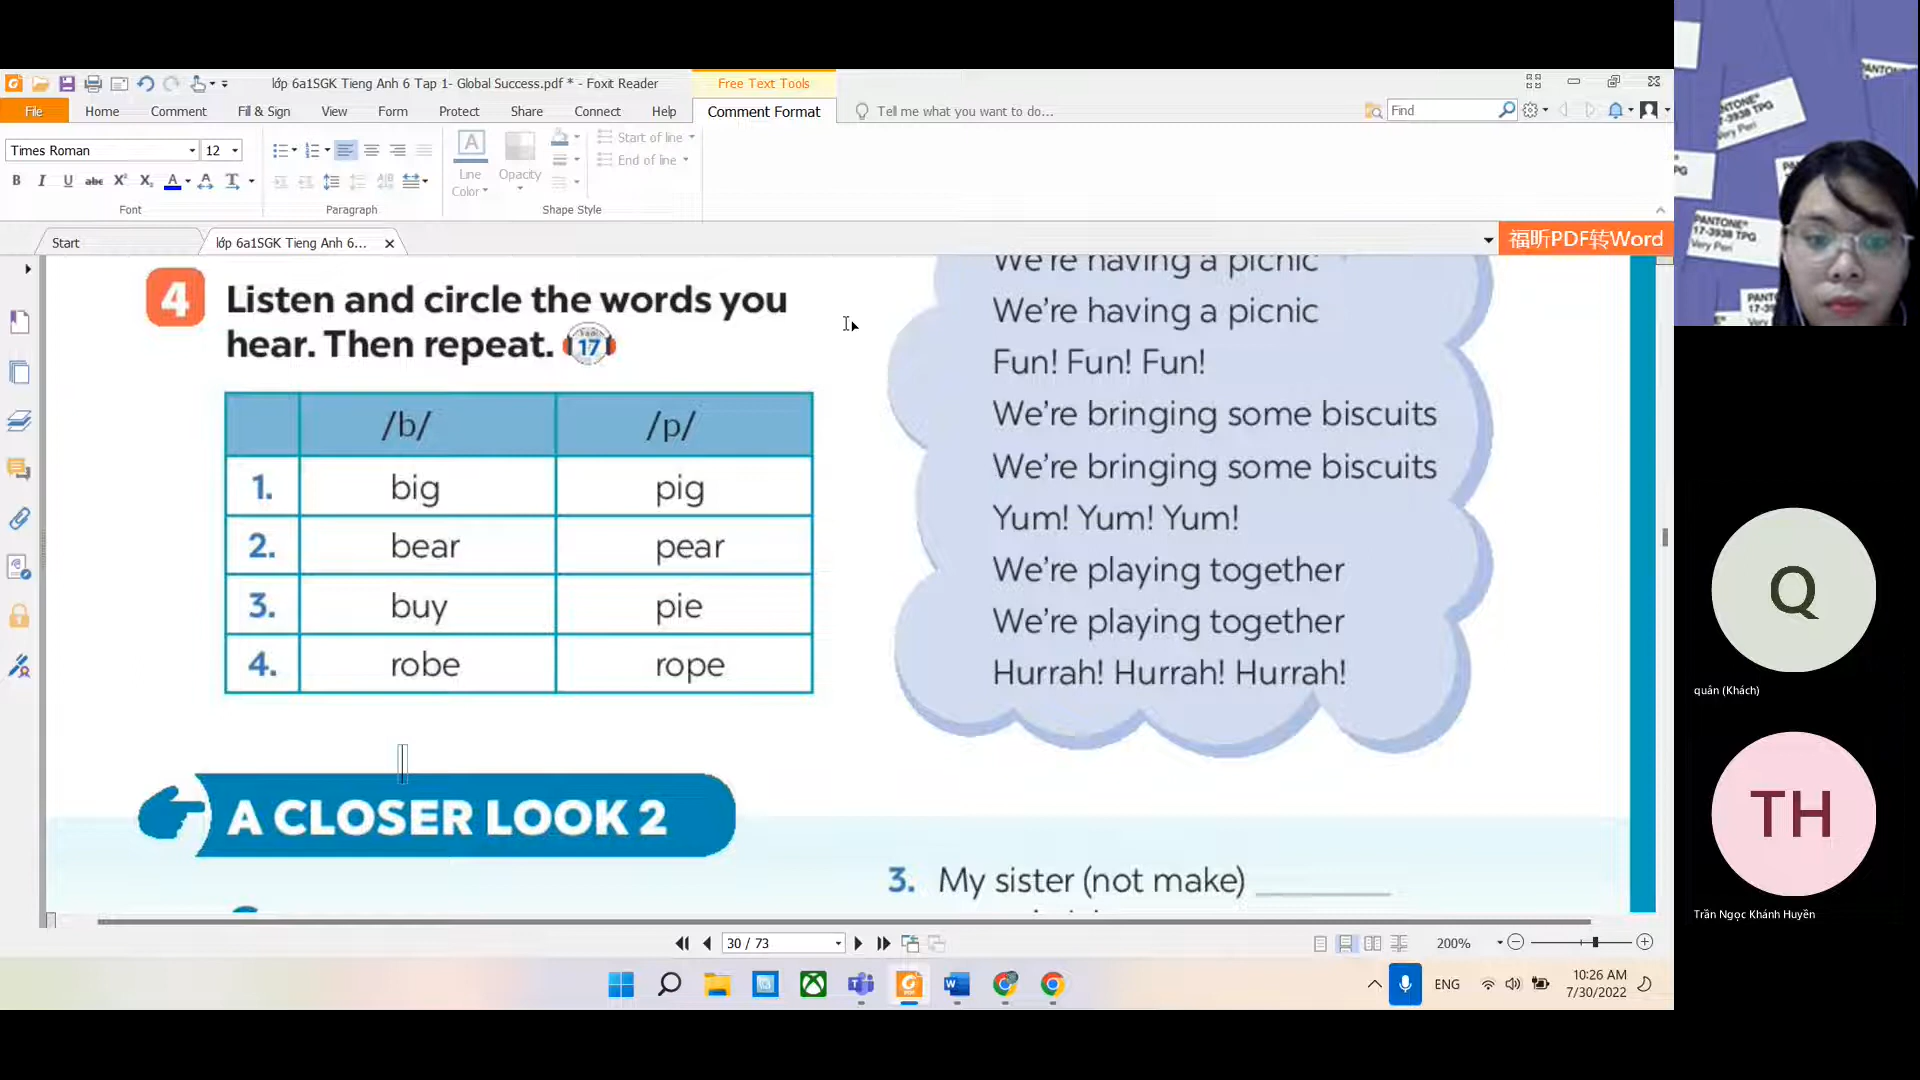 lớp 6a1SGK Tieng Anh 6 Tap 1- Global Success.pdf * - Foxit Reader
Free Text Tools
File Home Comment Fill & Sign View Form Protect Share Connect Help Comment Format Tell me what you want to do... Find
Times Roman 12
Line Color
Opacity
Start of line
End of line
Font
Paragraph
Shape Style
Start
lớp 6a1SGK Tieng Anh 6...
福昕PDF转Word
4 Listen and circle the words you
hear. Then repeat. 17
/b/ /p/
1. big pig
2. bear pear
3. buy pie
4. robe rope
We're having a picnic
We're having a picnic
Fun! Fun! Fun!
We're bringing some biscuits
We're bringing some biscuits
Yum! Yum! Yum!
We're playing together
We're playing together
Hurrah! Hurrah! Hurrah!
A CLOSER LOOK 2
3. My sister (not make) ________
30 / 73
200%
ENG
10:26 AM
7/30/2022
PANTONE®
17-3938 TPG
Very Peri
Q
quân (Khách)
TH
Trần Ngọc Khánh Huyền